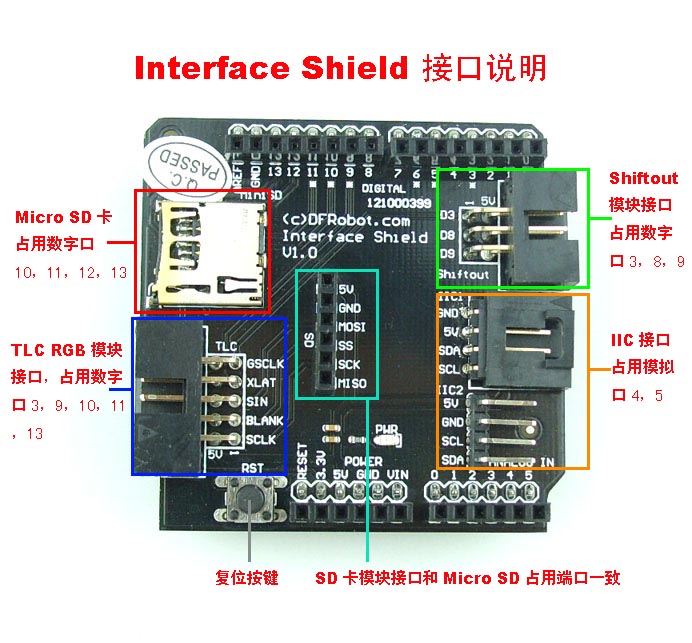 Interface Shield 接口说明
Q.C.
PASSED
AREF
GND
13
12
11
10
9
8
7
6
5
4
3
2
DIGITAL
121000399
MiniSD
(c)DFRobot.com
Interface Shield
V1.0
Micro SD 卡
占用数字口
10，11，12，13
1 5V
D3
D8
D9
Shiftout
Shiftout
模块接口
占用数字
口 3，8，9
5V
GND
MOSI
SS
SCK
MISO
SD
IIC1
GND
5V
SDA
SCL
IIC2
5V
GND
SCL
SDA
IIC 接口
占用模拟
口 4，5
TLC RGB 模块
接口，占用数字
口 3，9，10，11
，13
TLC
GSCLK
XLAT
SIN
BLANK
SCLK
5V 1
RST
PWR
POWER
RESET
3.3V
5V GND VIN
ANALOG IN
0 1 2 3 4 5
复位按键
SD 卡模块接口和 Micro SD 占用端口一致